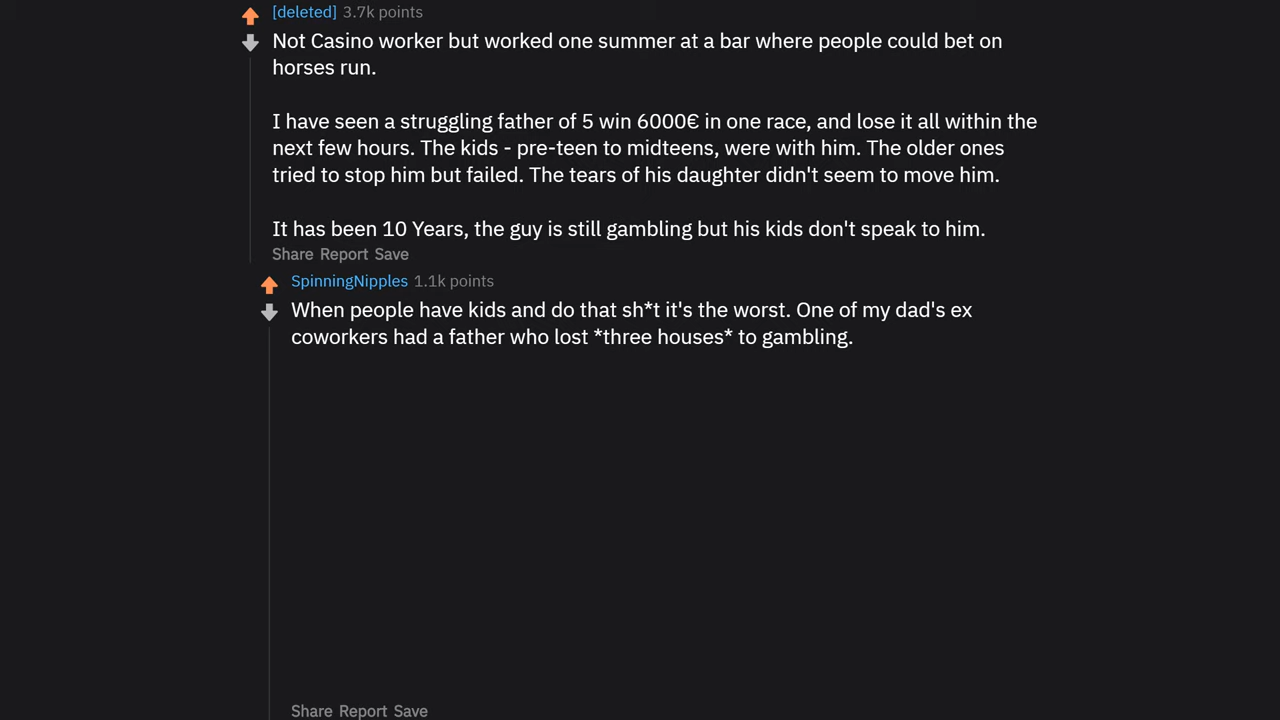 [deleted] 3.7k points
Not Casino worker but worked one summer at a bar where people could bet on
horses run.
I have seen a struggling father of 5 win 6000€ in one race, and lose it all within the
next few hours. The kids - pre-teen to midteens, were with him. The older ones
tried to stop him but failed. The tears of his daughter didn't seem to move him.
It has been 10 Years, the guy is still gambling but his kids don't speak to him.
Share Report Save
SpinningNipples 1.1k points
When people have kids and do that sh*t it's the worst. One of my dad's ex
coworkers had a father who lost *three houses* to gambling.
Share Report Save